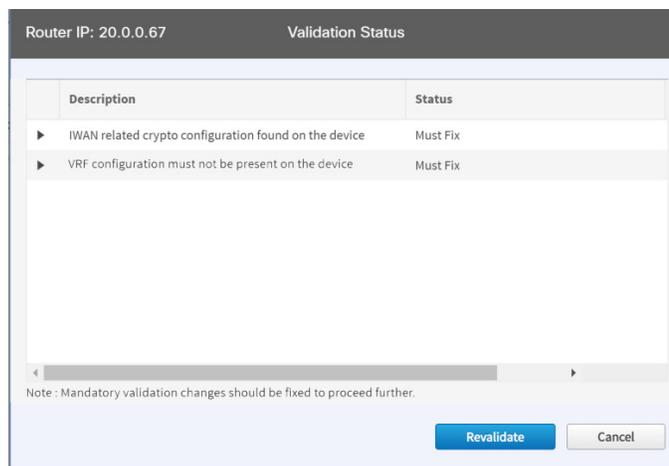 Router IP: 20.0.0.67 Validation Status
Description Status
IWAN related crypto configuration found on the device Must Fix
VRF configuration must not be present on the device Must Fix
Note : Mandatory validation changes should be fixed to proceed further.
Revalidate Cancel